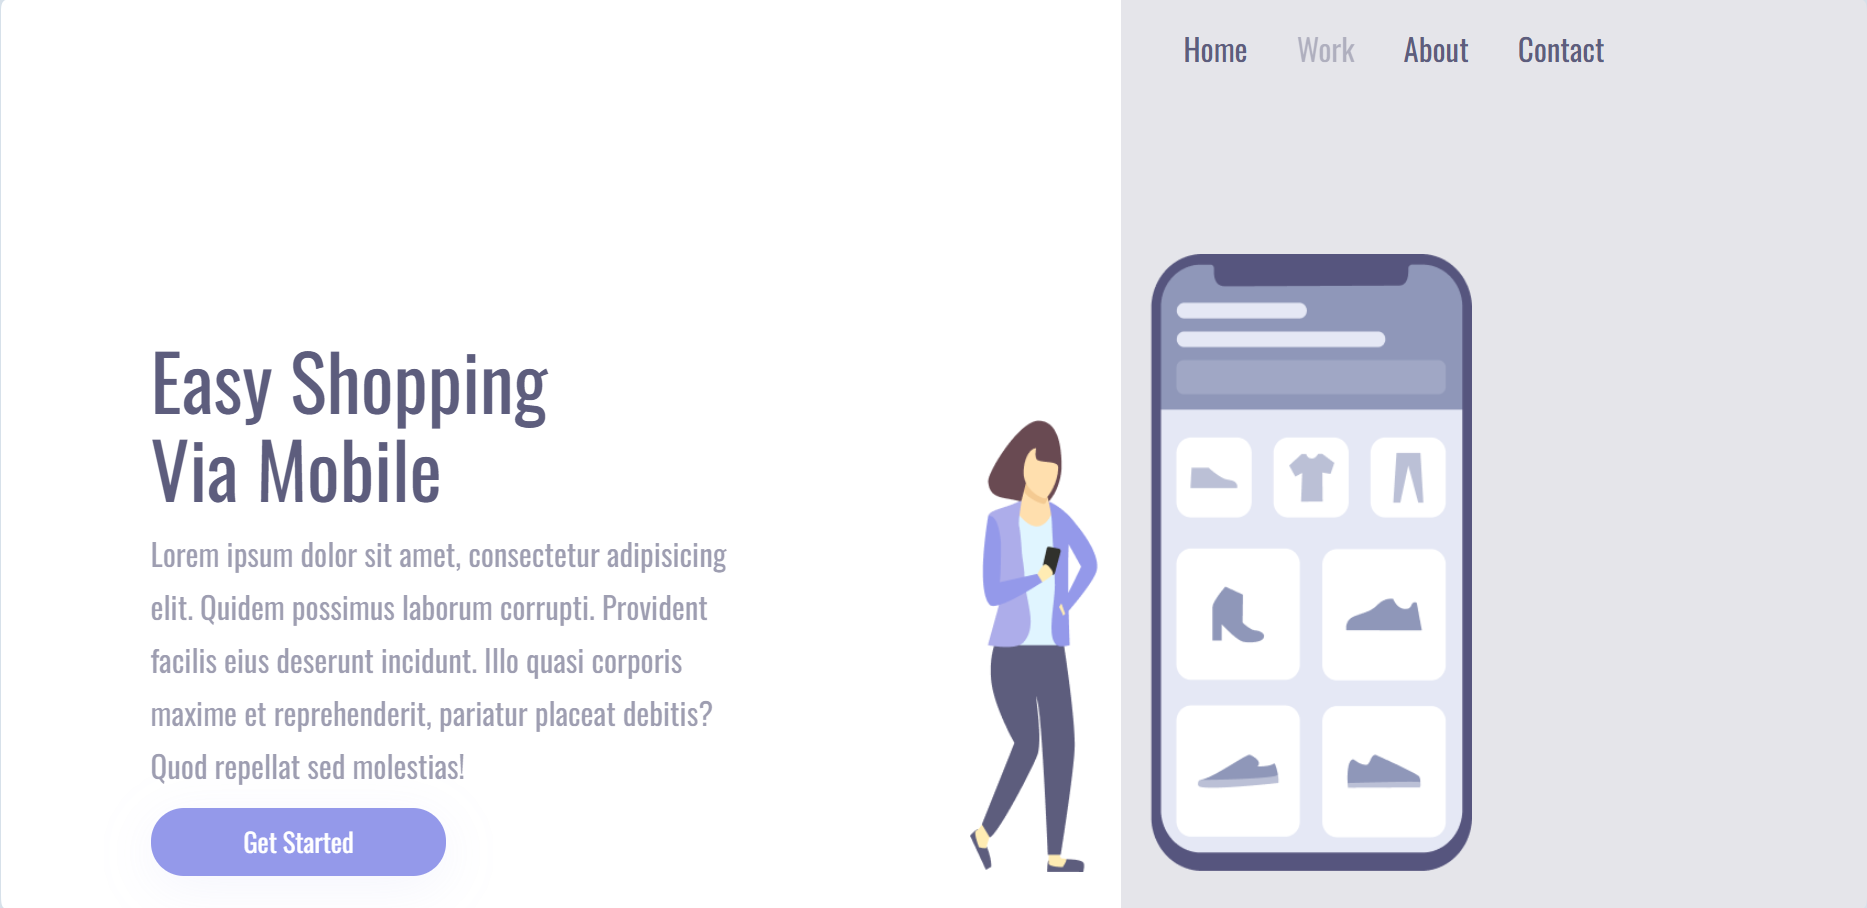 Home Work About Contact
Easy Shopping
Via Mobile
Lorem ipsum dolor sit amet, consectetur adipisicing
elit. Quidem possimus laborum corrupti. Provident
facilis eius deserunt incidunt. Illo quasi corporis
maxime et reprehenderit, pariatur placeat debitis?
Quod repellat sed molestias!
Get Started